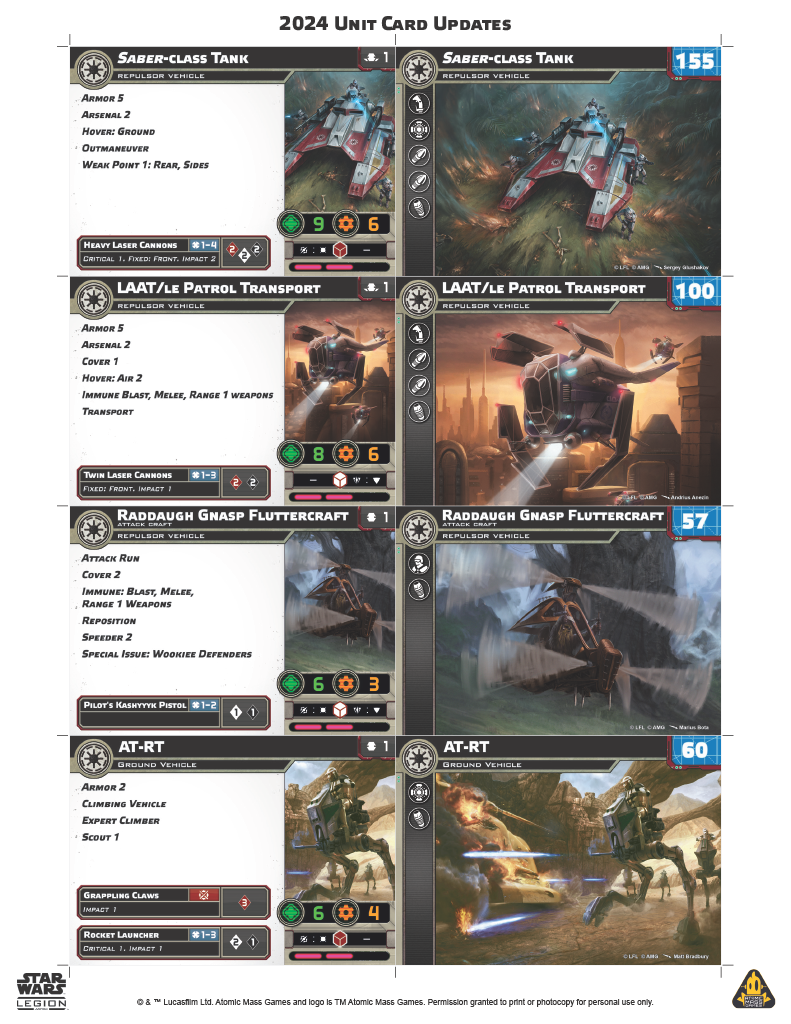 2024 Unit Card Updates
Saber-class Tank
1
Repulsor Vehicle
Armor 5
Arsenal 2
Hover: Ground
Outmaneuver
Weak Point 1: Rear, Sides
9
6
Heavy Laser Cannons 1-4
Critical 1, Fixed: Front, Impact 2
2 2 2
: –
Saber-class Tank
155
Repulsor Vehicle
© LFL © AMG Sergey Glushakov
LAAT/le Patrol Transport
1
Repulsor Vehicle
Armor 5
Arsenal 2
Cover 1
Hover: Air 2
Immune Blast, Melee, Range 1 weapons
Transport
8
6
Twin Laser Cannons 1-3
Fixed: Front, Impact 1
2 2
– :
LAAT/le Patrol Transport
100
Repulsor Vehicle
© LFL © AMG Andrius Anezin
Raddaugh Gnasp Fluttercraft
1
Attack Craft
Repulsor Vehicle
Attack Run
Cover 2
Immune: Blast, Melee,
Range 1 Weapons
Reposition
Speeder 2
Special Issue: Wookiee Defenders
6
3
Pilot's Kashyyyk Pistol 1-2
1 1
: :
Raddaugh Gnasp Fluttercraft
57
Attack Craft
Repulsor Vehicle
© LFL © AMG Marius Bota
AT-RT
1
Ground Vehicle
Armor 2
Climbing Vehicle
Expert Climber
Scout 1
Grappling Claws
Impact 1
3
6
4
Rocket Launcher 1-3
Critical 1, Impact 1
2 1
: –
AT-RT
60
Ground Vehicle
© LFL © AMG Matt Bradbury
STAR
WARS
LEGION
© & ™ Lucasfilm Ltd. Atomic Mass Games and logo is TM Atomic Mass Games. Permission granted to print or photocopy for personal use only.
ATOMIC
MASS
GAMES